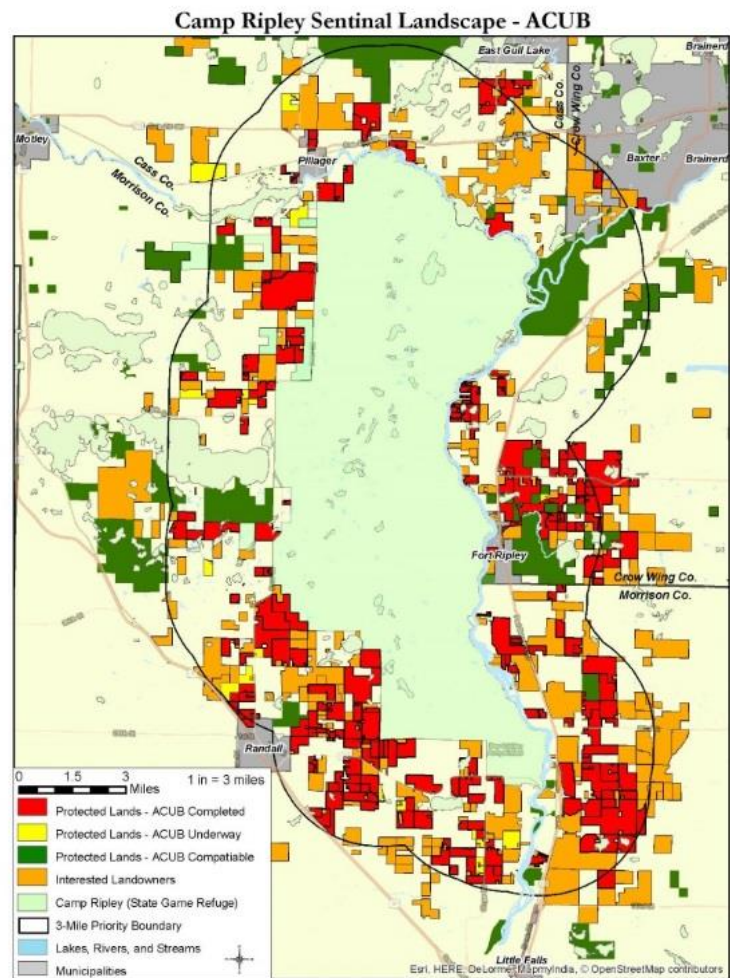 Camp Ripley Sentinal Landscape - ACUB
East Gull Lake
Brainerd
Cass Co.
Crow Wing Co.
Motley
Pillager
Baxter
Brainerd
Cass Co.
Morrison Co.
Fort Ripley
Crow Wing Co.
Morrison Co.
Randall
0 1.5 3
Miles
1 in = 3 miles
Protected Lands - ACUB Completed
Protected Lands - ACUB Underway
Protected Lands - ACUB Compatiable
Interested Landowners
Camp Ripley (State Game Refuge)
3-Mile Priority Boundary
Lakes, Rivers, and Streams
Municipalities
Little Falls
Esri, HERE, DeLorme, MapmyIndia, © OpenStreetMap contributors